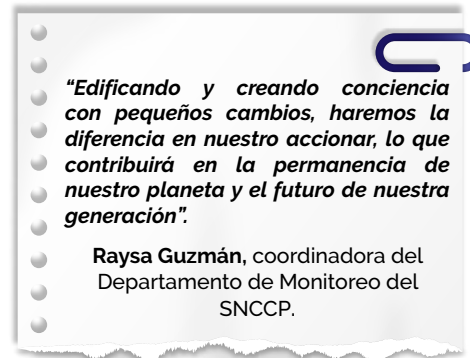 “Edificando y creando conciencia
con pequeños cambios, haremos la
diferencia en nuestro accionar, lo que
contribuirá en la permanencia de
nuestro planeta y el futuro de nuestra
generación”.
Raysa Guzmán, coordinadora del
Departamento de Monitoreo del
SNCCP.